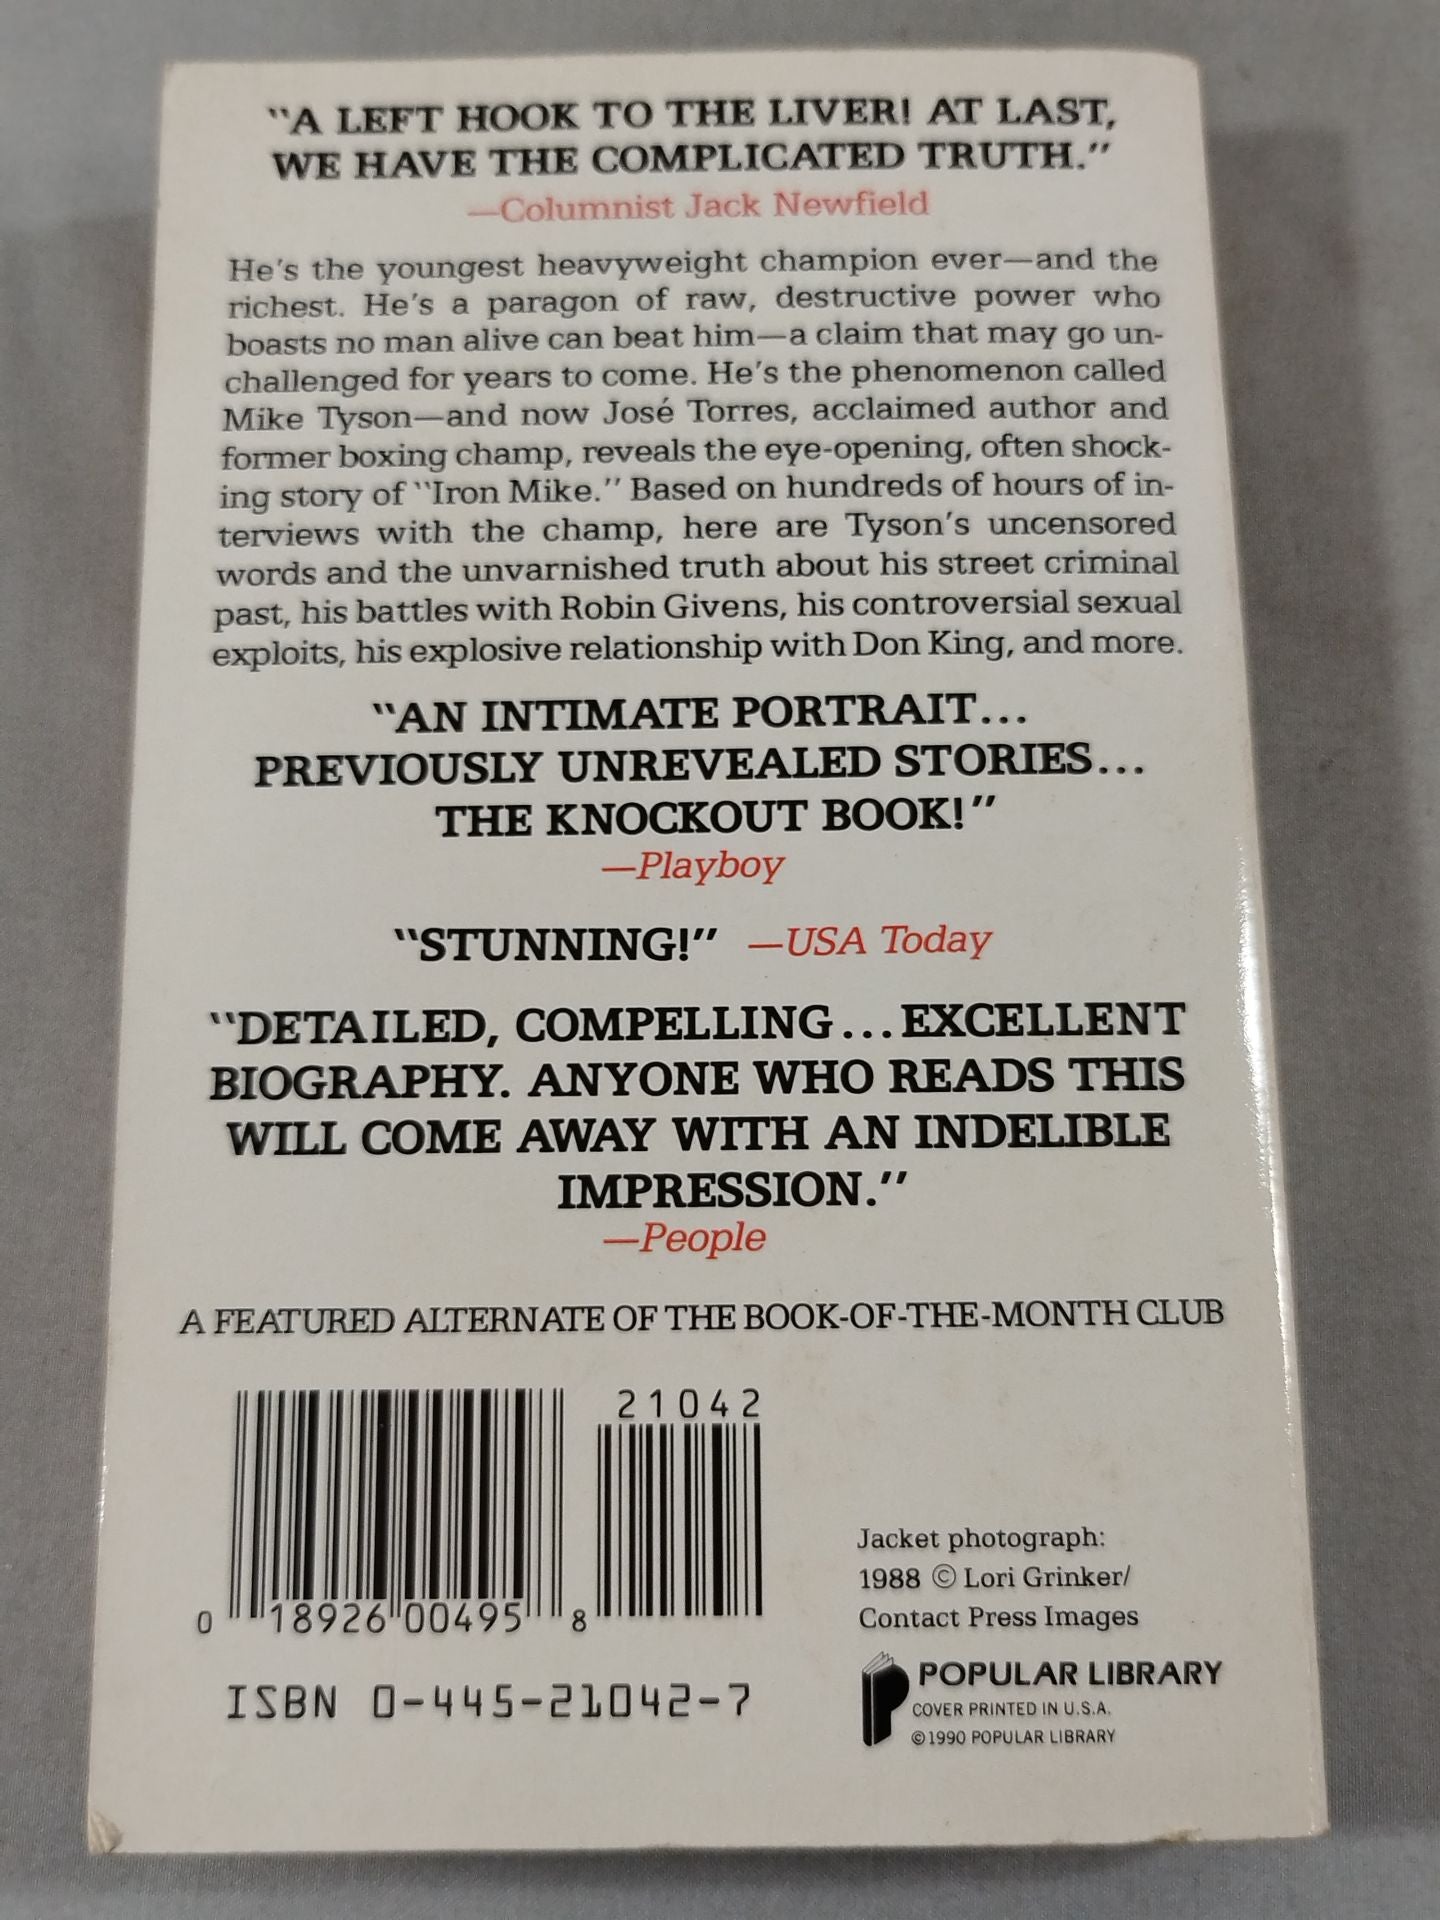 "A LEFT HOOK TO THE LIVER! AT LAST,
WE HAVE THE COMPLICATED TRUTH."
—Columnist Jack Newfield
He's the youngest heavyweight champion ever—and the
richest. He's a paragon of raw, destructive power who
boasts no man alive can beat him—a claim that may go un-
challenged for years to come. He's the phenomenon called
Mike Tyson—and now José Torres, acclaimed author and
former boxing champ, reveals the eye-opening, often shock-
ing story of "Iron Mike." Based on hundreds of hours of in-
terviews with the champ, here are Tyson's uncensored
words and the unvarnished truth about his street criminal
past, his battles with Robin Givens, his controversial sexual
exploits, his explosive relationship with Don King, and more.
"AN INTIMATE PORTRAIT...
PREVIOUSLY UNREVEALED STORIES...
THE KNOCKOUT BOOK!"
—Playboy
"STUNNING!" —USA Today
"DETAILED, COMPELLING...EXCELLENT
BIOGRAPHY. ANYONE WHO READS THIS
WILL COME AWAY WITH AN INDELIBLE
IMPRESSION."
—People
A FEATURED ALTERNATE OF THE BOOK-OF-THE-MONTH CLUB
21042
0 18926 00495 8
ISBN 0-445-21042-7
Jacket photograph:
1988 © Lori Grinker/
Contact Press Images
POPULAR LIBRARY
COVER PRINTED IN U.S.A.
©1990 POPULAR LIBRARY